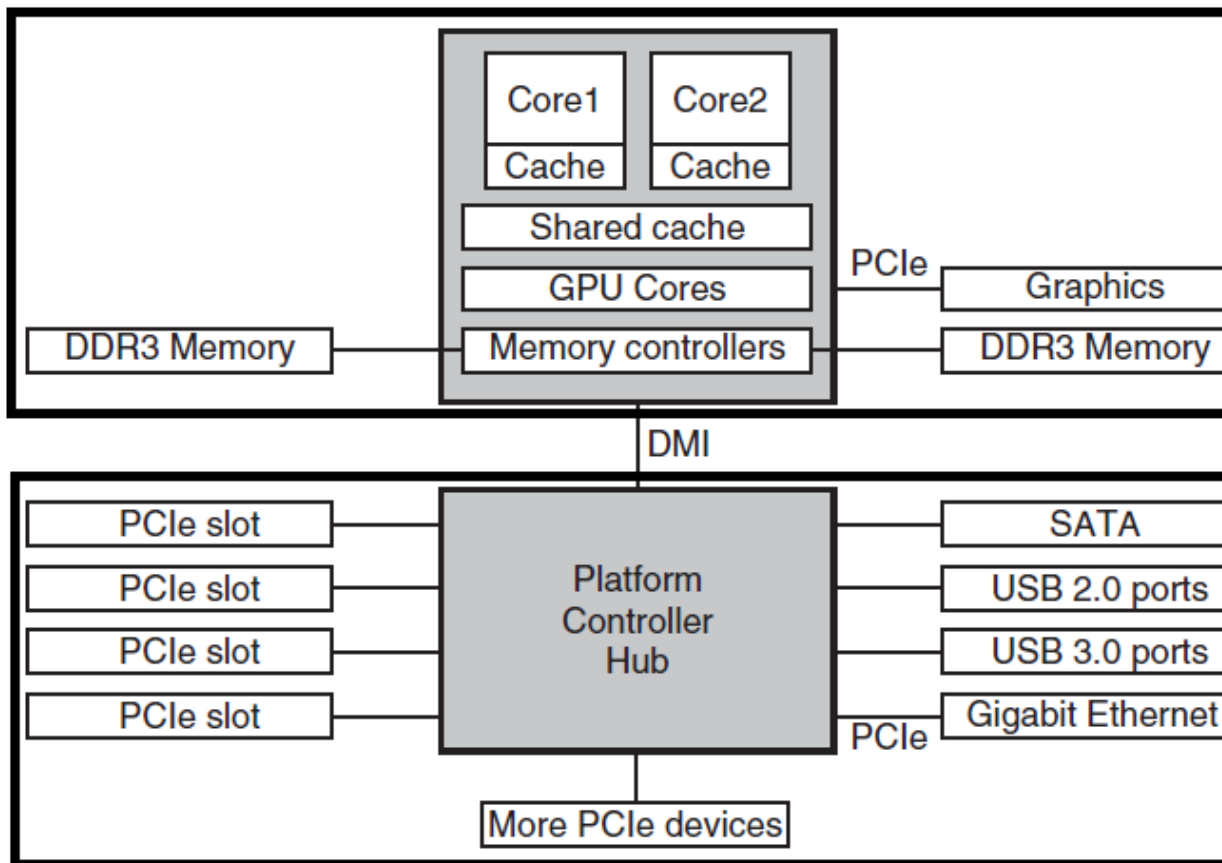 Core1
Core2
Cache
Cache
Shared cache
PCIe
GPU Cores
Graphics
DDR3 Memory
Memory controllers
DDR3 Memory
DMI
PCIe slot
SATA
PCIe slot
Platform
Controller
Hub
USB 2.0 ports
PCIe slot
USB 3.0 ports
PCIe slot
Gigabit Ethernet
PCIe
More PCIe devices